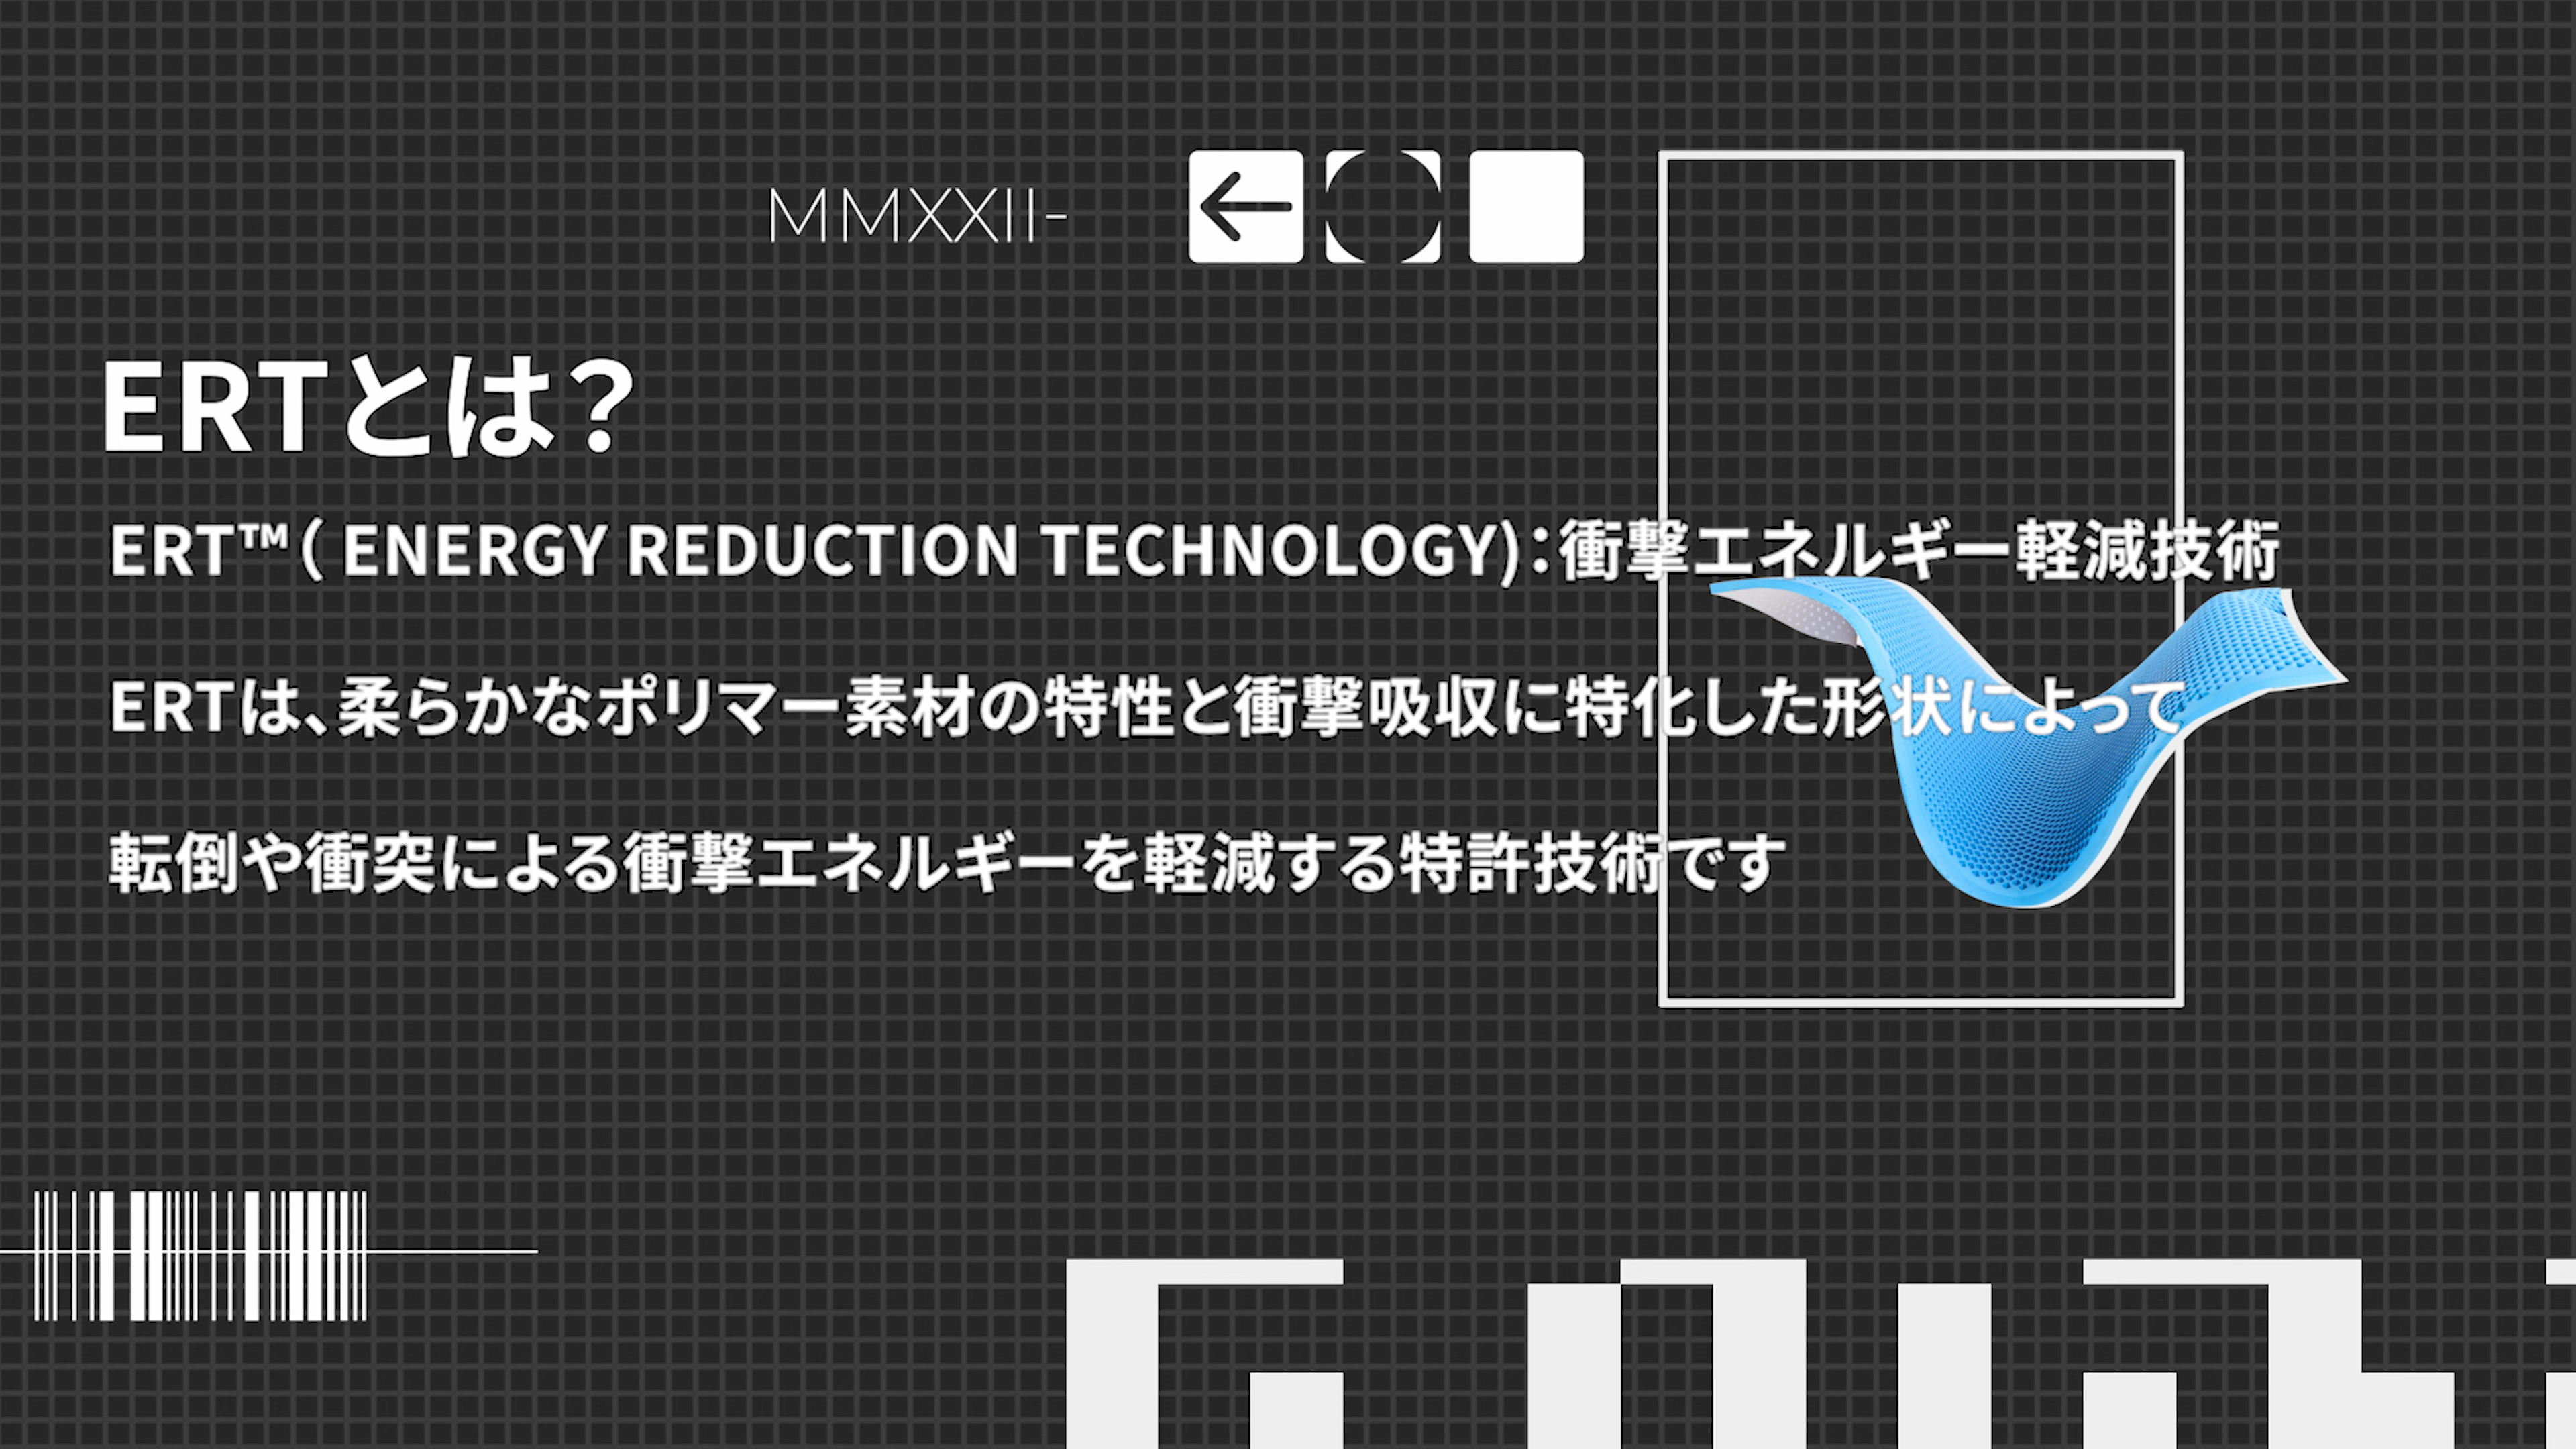 MMXXII-
ERTとは？
ERT™( ENERGY REDUCTION TECHNOLOGY)：衝撃エネルギー軽減技術
ERTは、柔らかなポリマー素材の特性と衝撃吸収に特化した形状によって
転倒や衝突による衝撃エネルギーを軽減する特許技術です